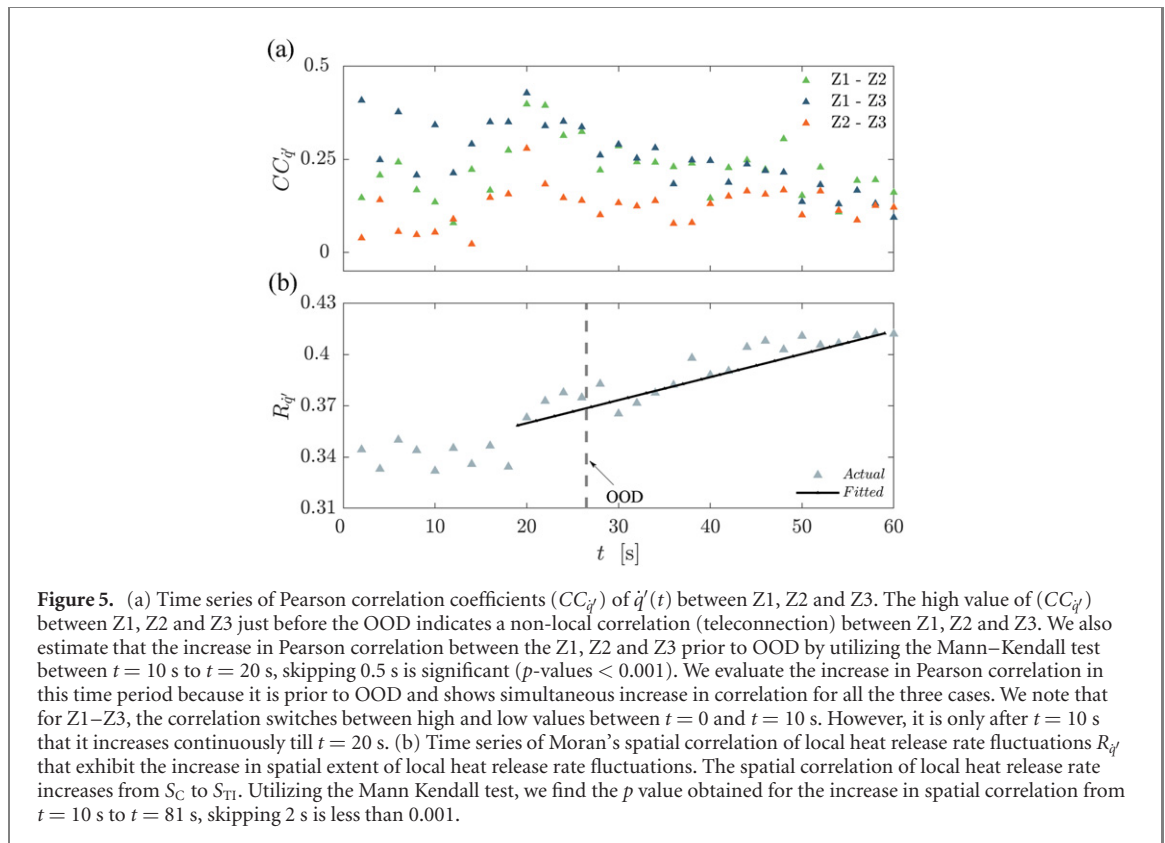 (a)
0.5
Z1 - Z2
Z1 - Z3
Z2 - Z3
0.25
CC_{q̇′}
0
(b)
0.43
0.4
R_{q̇′}
0.37
0.34
OOD
Actual
Fitted
0.31
0 10 20 30 40 50 60
t [s]
Figure 5. (a) Time series of Pearson correlation coefficients (CC_{q̇′}) of q̇′(t) between Z1, Z2 and Z3. The high value of (CC_{q̇′})
between Z1, Z2 and Z3 just before the OOD indicates a non-local correlation (teleconnection) between Z1, Z2 and Z3. We also
estimate that the increase in Pearson correlation between the Z1, Z2 and Z3 prior to OOD by utilizing the Mann–Kendall test
between t = 10 s to t = 20 s, skipping 0.5 s is significant (p-values < 0.001). We evaluate the increase in Pearson correlation in
this time period because it is prior to OOD and shows simultaneous increase in correlation for all the three cases. We note that
for Z1–Z3, the correlation switches between high and low values between t = 0 and t = 10 s. However, it is only after t = 10 s
that it increases continuously till t = 20 s. (b) Time series of Moran's spatial correlation of local heat release rate fluctuations R_{q̇′}
that exhibit the increase in spatial extent of local heat release rate fluctuations. The spatial correlation of local heat release rate
increases from S_C to S_TI. Utilizing the Mann Kendall test, we find the p value obtained for the increase in spatial correlation from
t = 10 s to t = 81 s, skipping 2 s is less than 0.001.